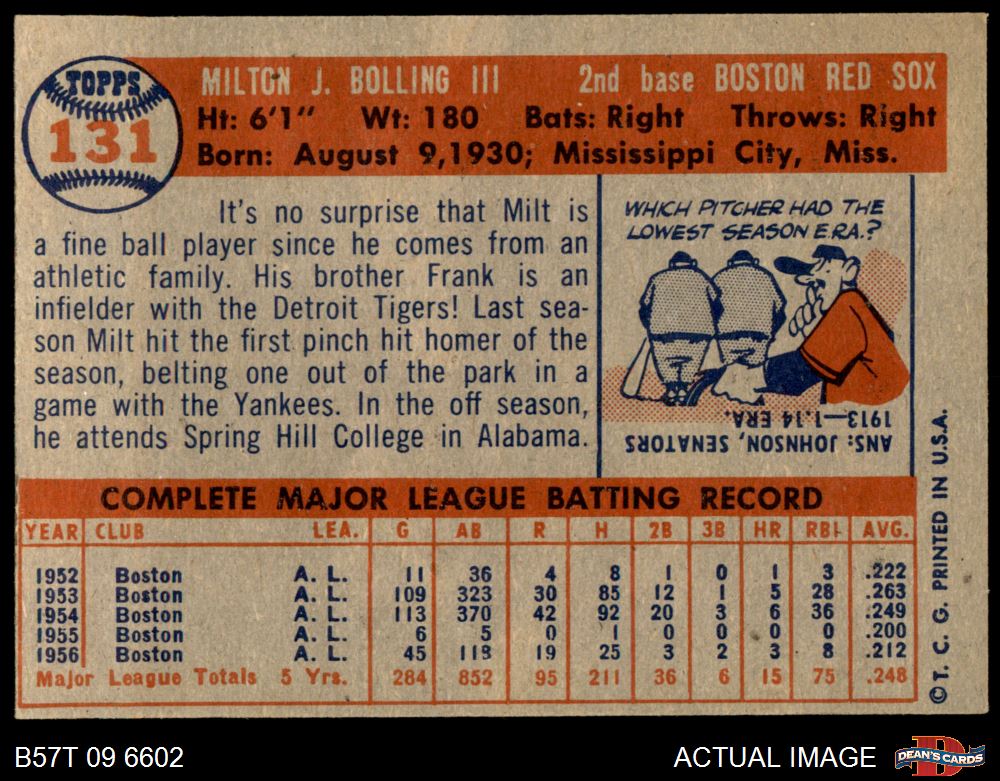 TOPPS
131
MILTON J. BOLLING III 2nd base BOSTON RED SOX
Ht: 6'1" Wt: 180 Bats: Right Throws: Right
Born: August 9, 1930; Mississippi City, Miss.
It's no surprise that Milt is
a fine ball player since he comes from an
athletic family. His brother Frank is an
infielder with the Detroit Tigers! Last sea-
son Milt hit the first pinch hit homer of the
season, belting one out of the park in a
game with the Yankees. In the off season,
he attends Spring Hill College in Alabama.
WHICH PITCHER HAD THE
LOWEST SEASON E.R.A.?
ANS: JOHNSON, SENATORS
1913—1.14 ERA.
COMPLETE MAJOR LEAGUE BATTING RECORD
YEAR CLUB LEA. G AB R H 2B 3B HR RBI AVG.
1952 Boston A. L. 11 36 4 8 1 0 1 3 .222
1953 Boston A. L. 109 323 30 85 12 1 5 28 .263
1954 Boston A. L. 113 370 42 92 20 3 6 36 .249
1955 Boston A. L. 6 5 0 1 0 0 0 0 .200
1956 Boston A. L. 45 118 19 25 3 2 3 8 .212
Major League Totals 5 Yrs. 284 852 95 211 36 6 15 75 .248
© T. C. G. PRINTED IN U.S.A.
B57T 09 6602
ACTUAL IMAGE
DEAN'S CARDS